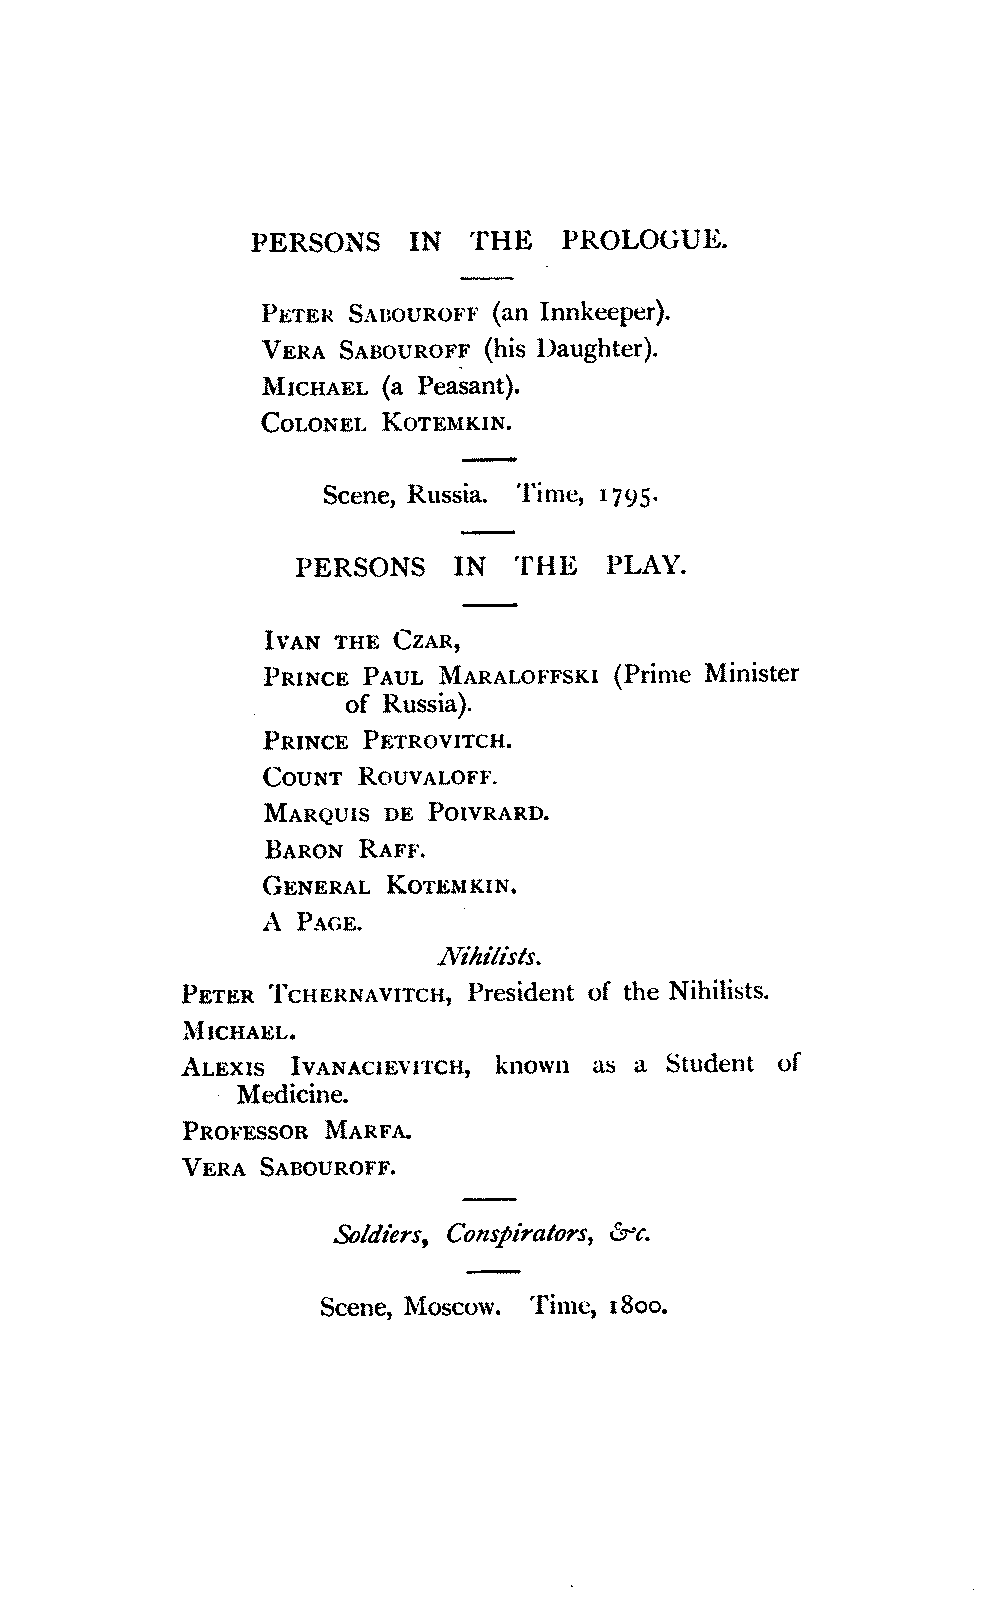 PERSONS IN THE PROLOGUE.
PETER SABOUROFF (an Innkeeper).
VERA SABOUROFF (his Daughter).
MICHAEL (a Peasant).
COLONEL KOTEMKIN.
Scene, Russia. Time, 1795.
PERSONS IN THE PLAY.
IVAN THE CZAR,
PRINCE PAUL MARALOFFSKI (Prime Minister
of Russia).
PRINCE PETROVITCH.
COUNT ROUVALOFF.
MARQUIS DE POIVRARD.
BARON RAFF.
GENERAL KOTEMKIN.
A PAGE.
Nihilists.
PETER TCHERNAVITCH, President of the Nihilists.
MICHAEL.
ALEXIS IVANACIEVITCH, known as a Student of
Medicine.
PROFESSOR MARFA.
VERA SABOUROFF.
Soldiers, Conspirators, &c.
Scene, Moscow. Time, 1800.